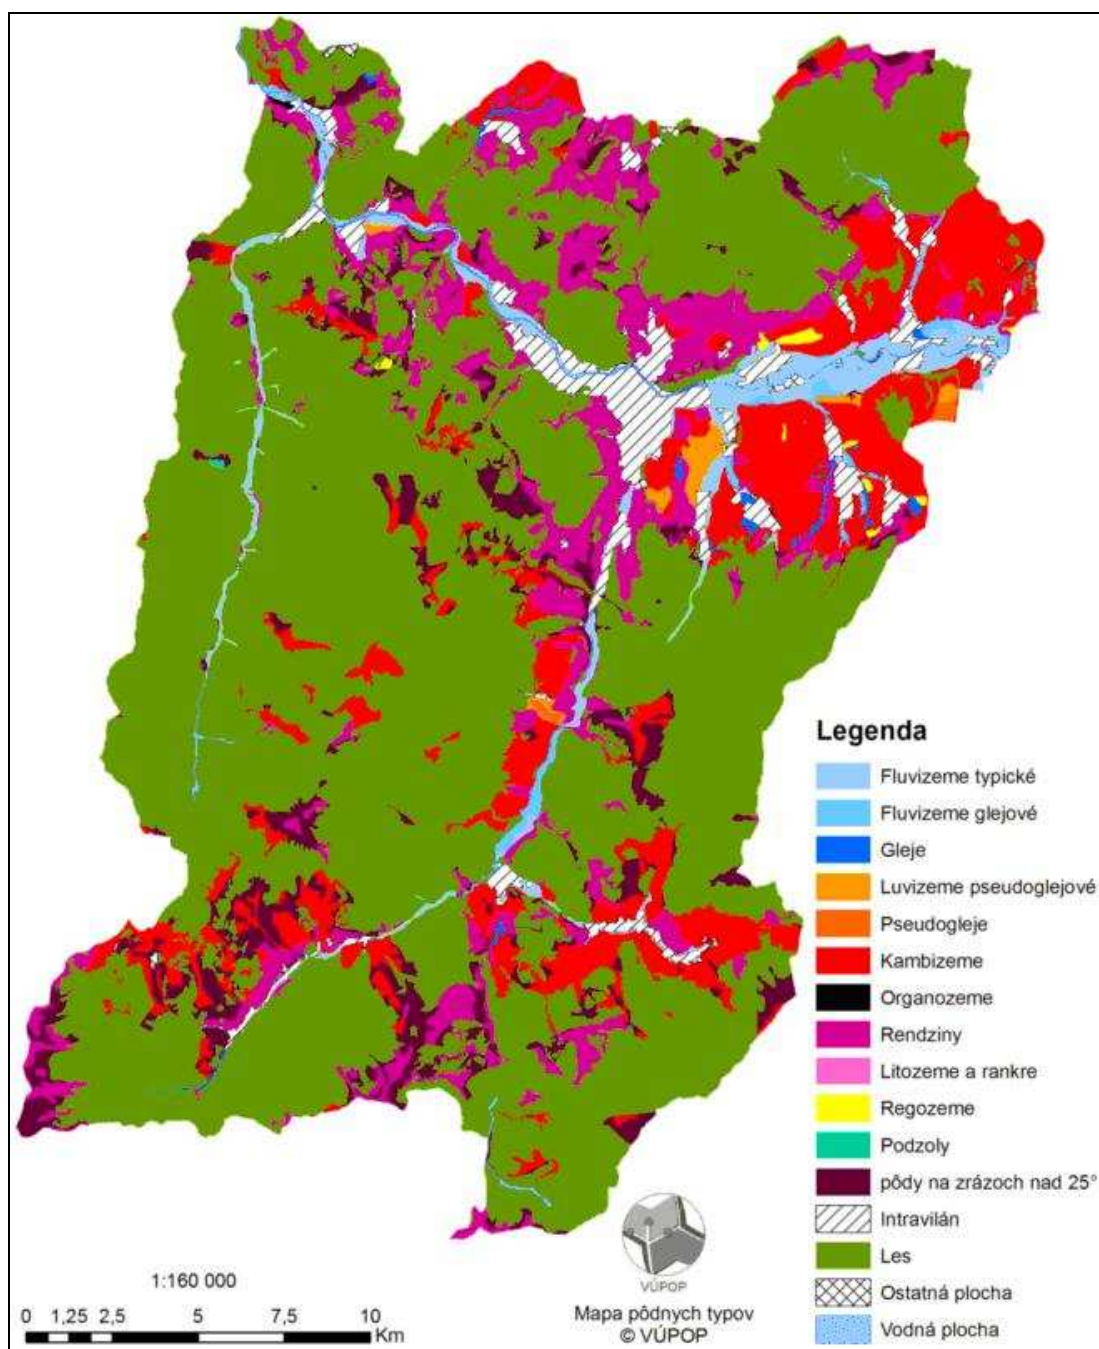 Legenda
Fluvizeme typické
Fluvizeme glejové
Gleje
Luvizeme pseudoglejové
Pseudogleje
Kambizeme
Organozeme
Rendziny
Litozeme a rankre
Regozeme
Podzoly
pôdy na zrázoch nad 25°
Intravilán
Les
Ostatná plocha
Vodná plocha
1:160 000
0 1,25 2,5 5 7,5 10
Km
VÚPOP
Mapa pôdnych typov
© VÚPOP